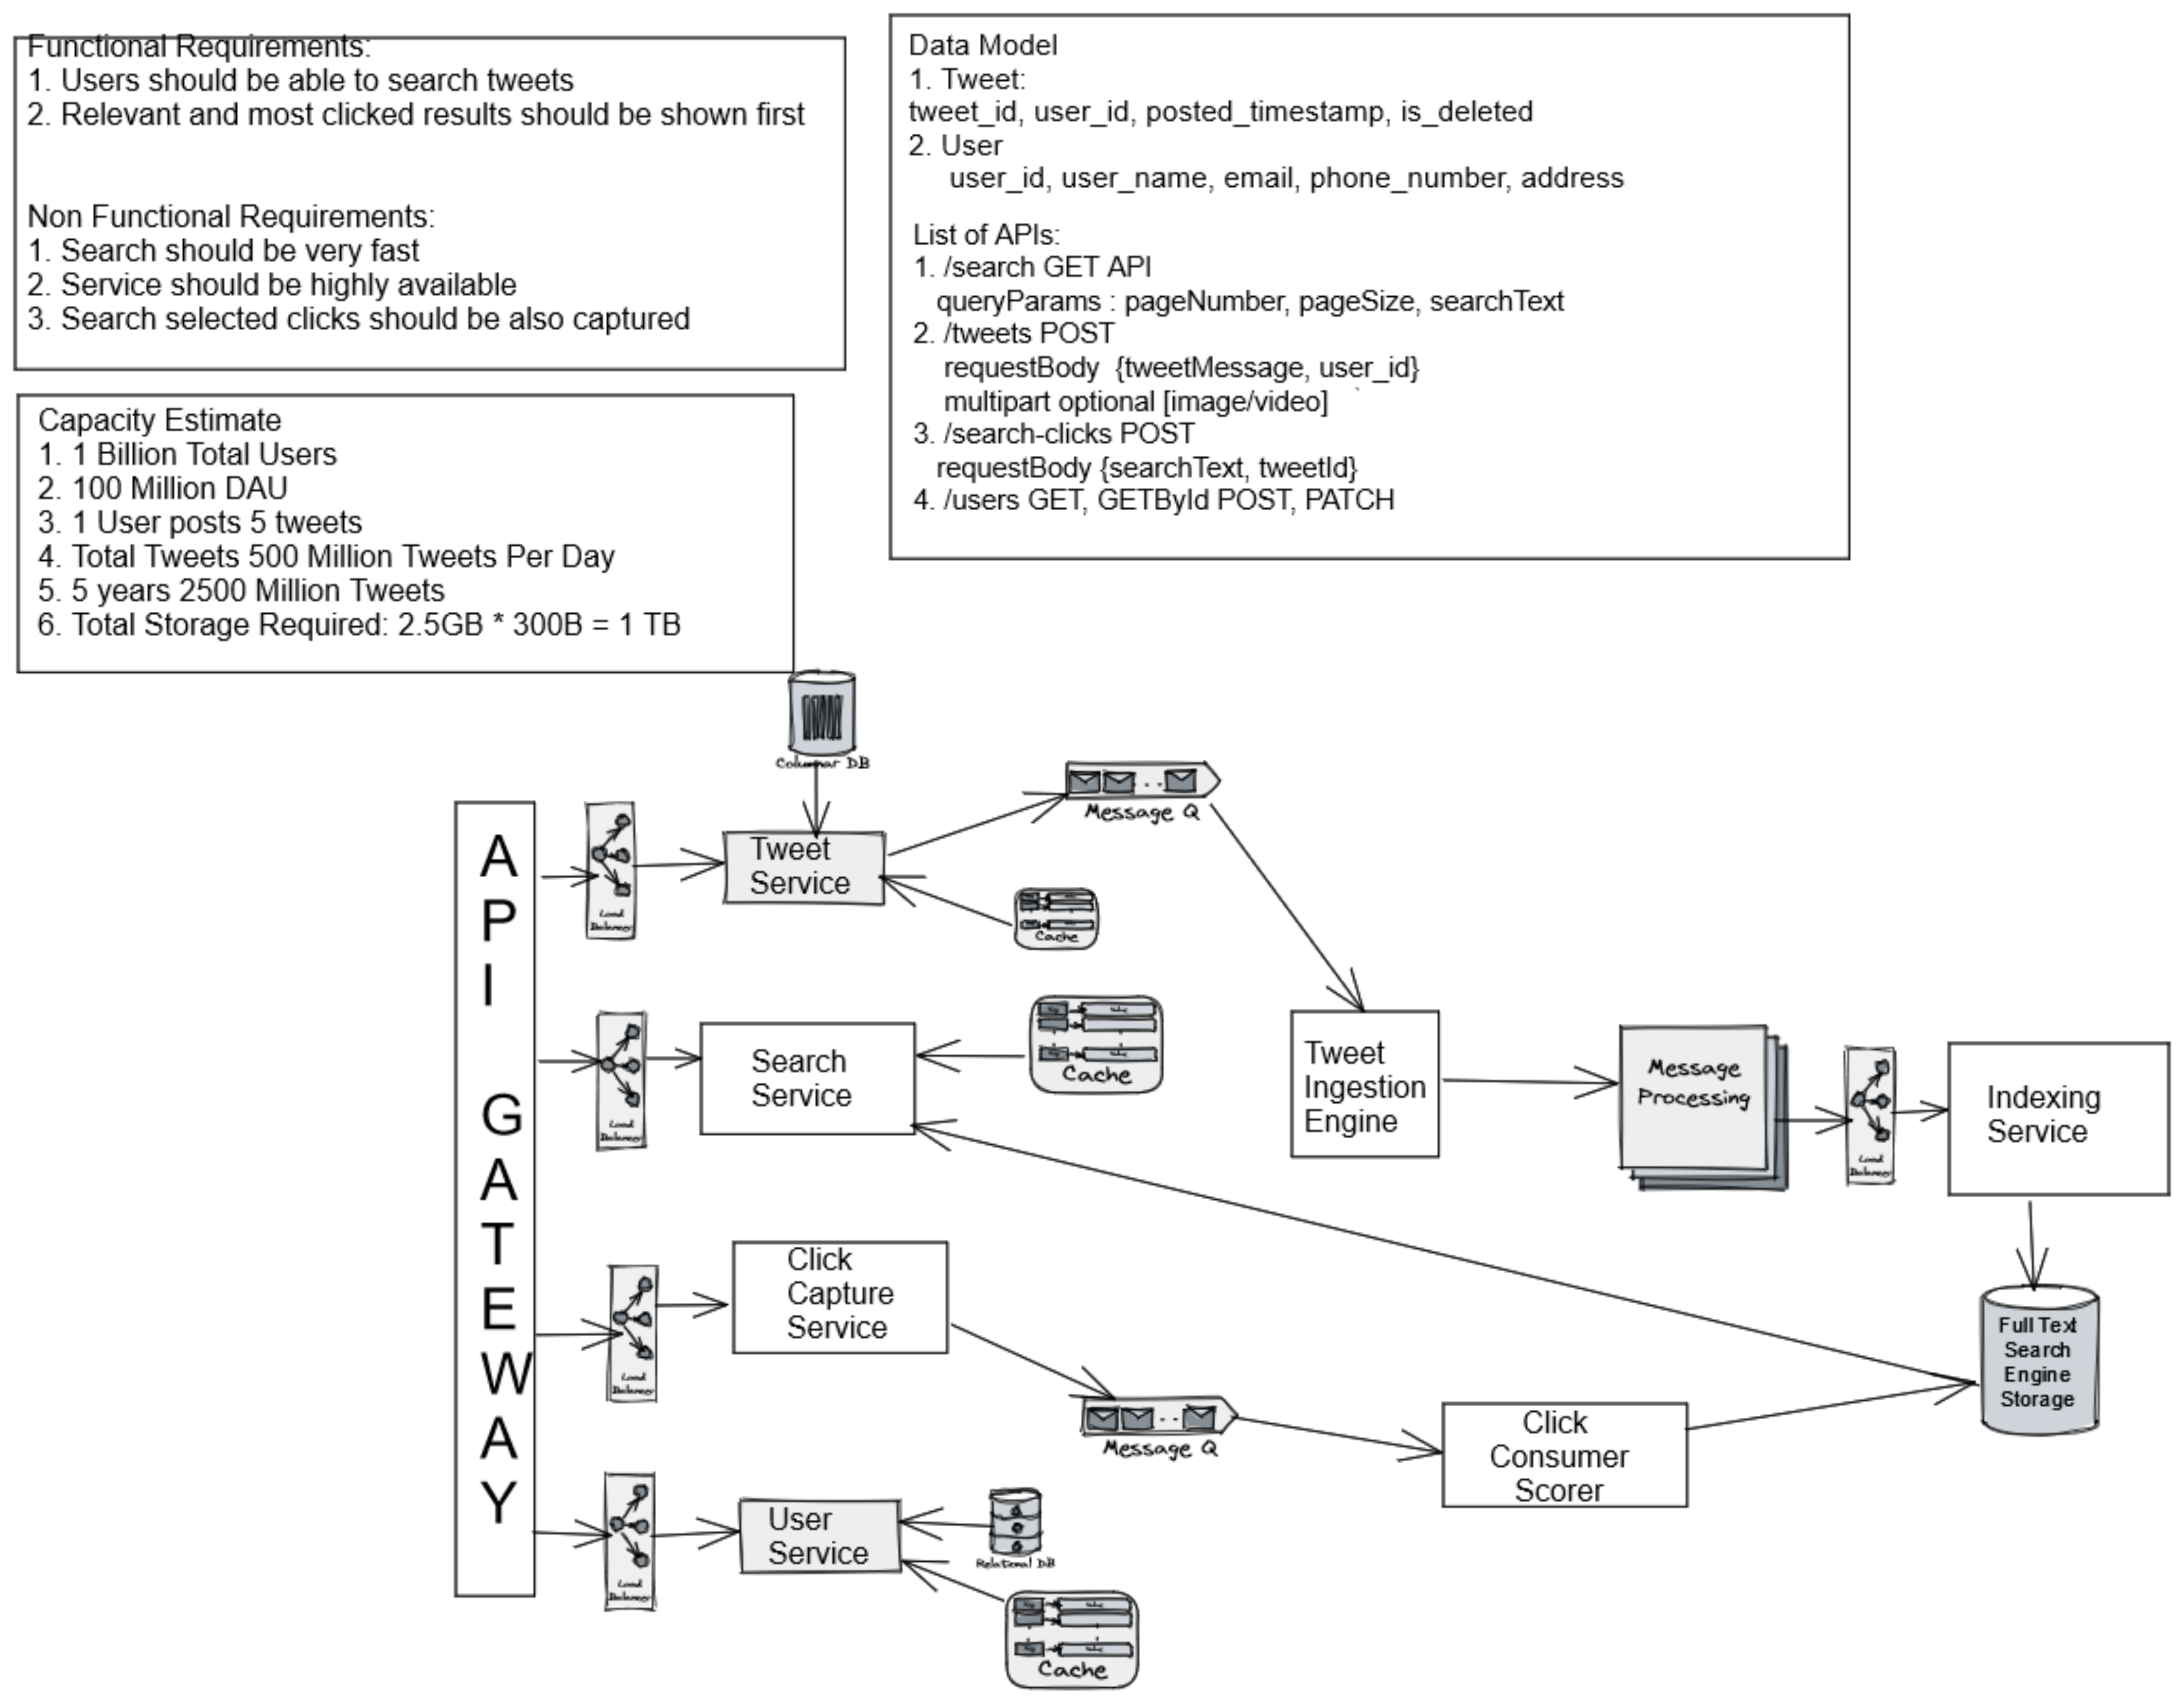 Functional Requirements:
1. Users should be able to search tweets
2. Relevant and most clicked results should be shown first
Non Functional Requirements:
1. Search should be very fast
2. Service should be highly available
3. Search selected clicks should be also captured
Data Model
1. Tweet:
tweet_id, user_id, posted_timestamp, is_deleted
2. User
user_id, user_name, email, phone_number, address
List of APIs:
1. /search GET API
queryParams : pageNumber, pageSize, searchText
2. /tweets POST
requestBody {tweetMessage, user_id}
multipart optional [image/video]
3. /search-clicks POST
requestBody {searchText, tweetId}
4. /users GET, GETById POST, PATCH
Capacity Estimate
1. 1 Billion Total Users
2. 100 Million DAU
3. 1 User posts 5 tweets
4. Total Tweets 500 Million Tweets Per Day
5. 5 years 2500 Million Tweets
6. Total Storage Required: 2.5GB * 300B = 1 TB
Columnar DB
API GATEWAY
Load
Balancer
Tweet
Service
Message Q
Cache
Load
Balancer
Search
Service
Key
Value
Key
Value
Cache
Tweet
Ingestion
Engine
Message
Processing
Load
Balancer
Indexing
Service
Full Text
Search
Engine
Storage
Load
Balancer
Click
Capture
Service
Message Q
Click
Consumer
Scorer
Load
Balancer
User
Service
Relational DB
Key
Value
Key
Value
Cache